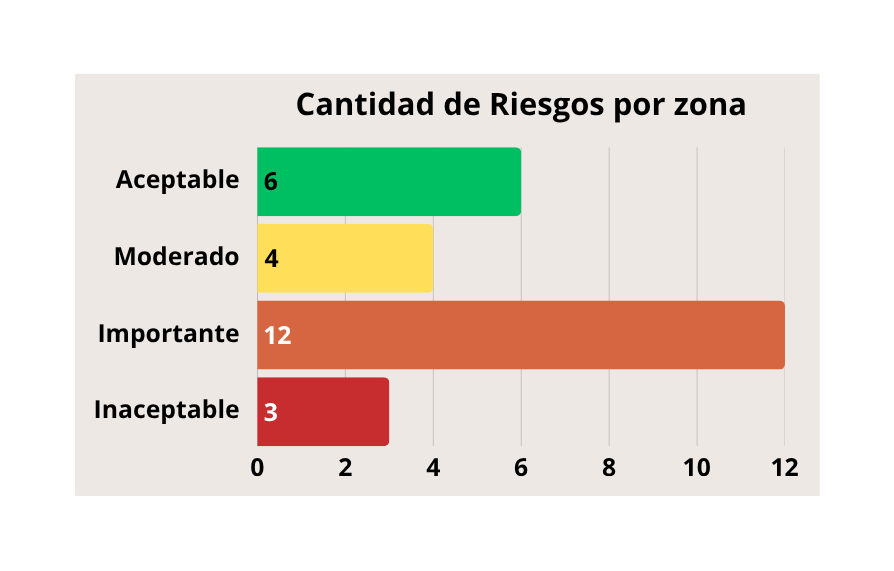 Cantidad de Riesgos por zona
Aceptable 6
Moderado 4
Importante 12
Inaceptable 3
0 2 4 6 8 10 12